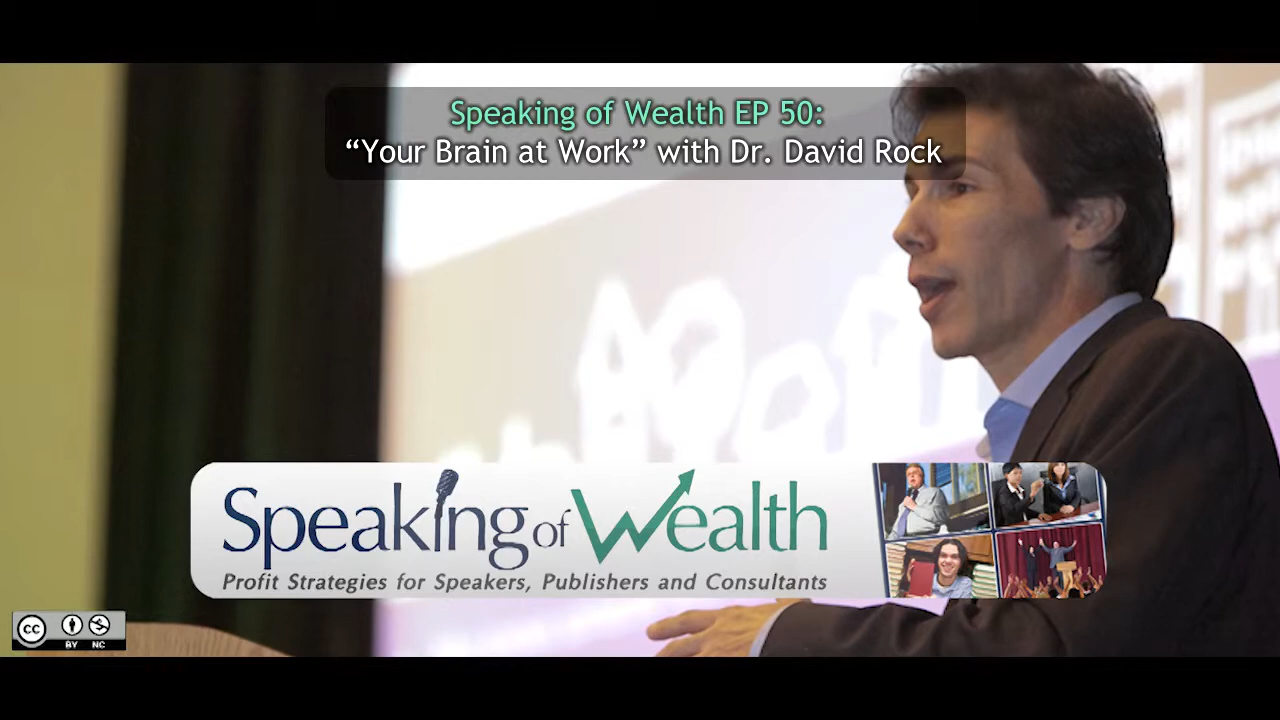 Speaking of Wealth EP 50:
“Your Brain at Work” with Dr. David Rock
Speaking of Wealth
Profit Strategies for Speakers, Publishers and Consultants
cc
BY NC